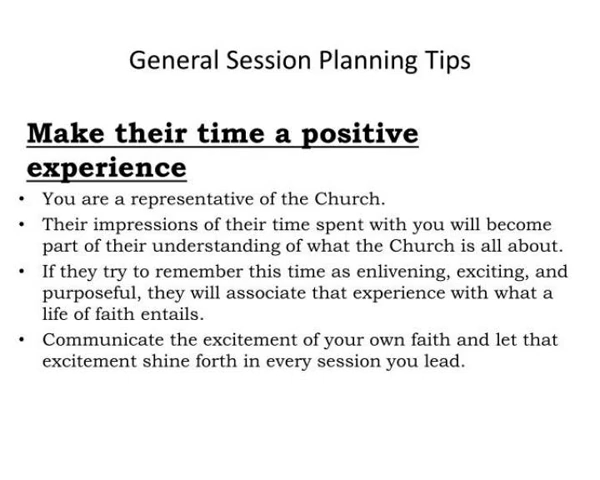 General Session Planning Tips
Make their time a positive
experience
• You are a representative of the Church.
• Their impressions of their time spent with you will become
part of their understanding of what the Church is all about.
• If they try to remember this time as enlivening, exciting, and
purposeful, they will associate that experience with what a
life of faith entails.
• Communicate the excitement of your own faith and let that
excitement shine forth in every session you lead.